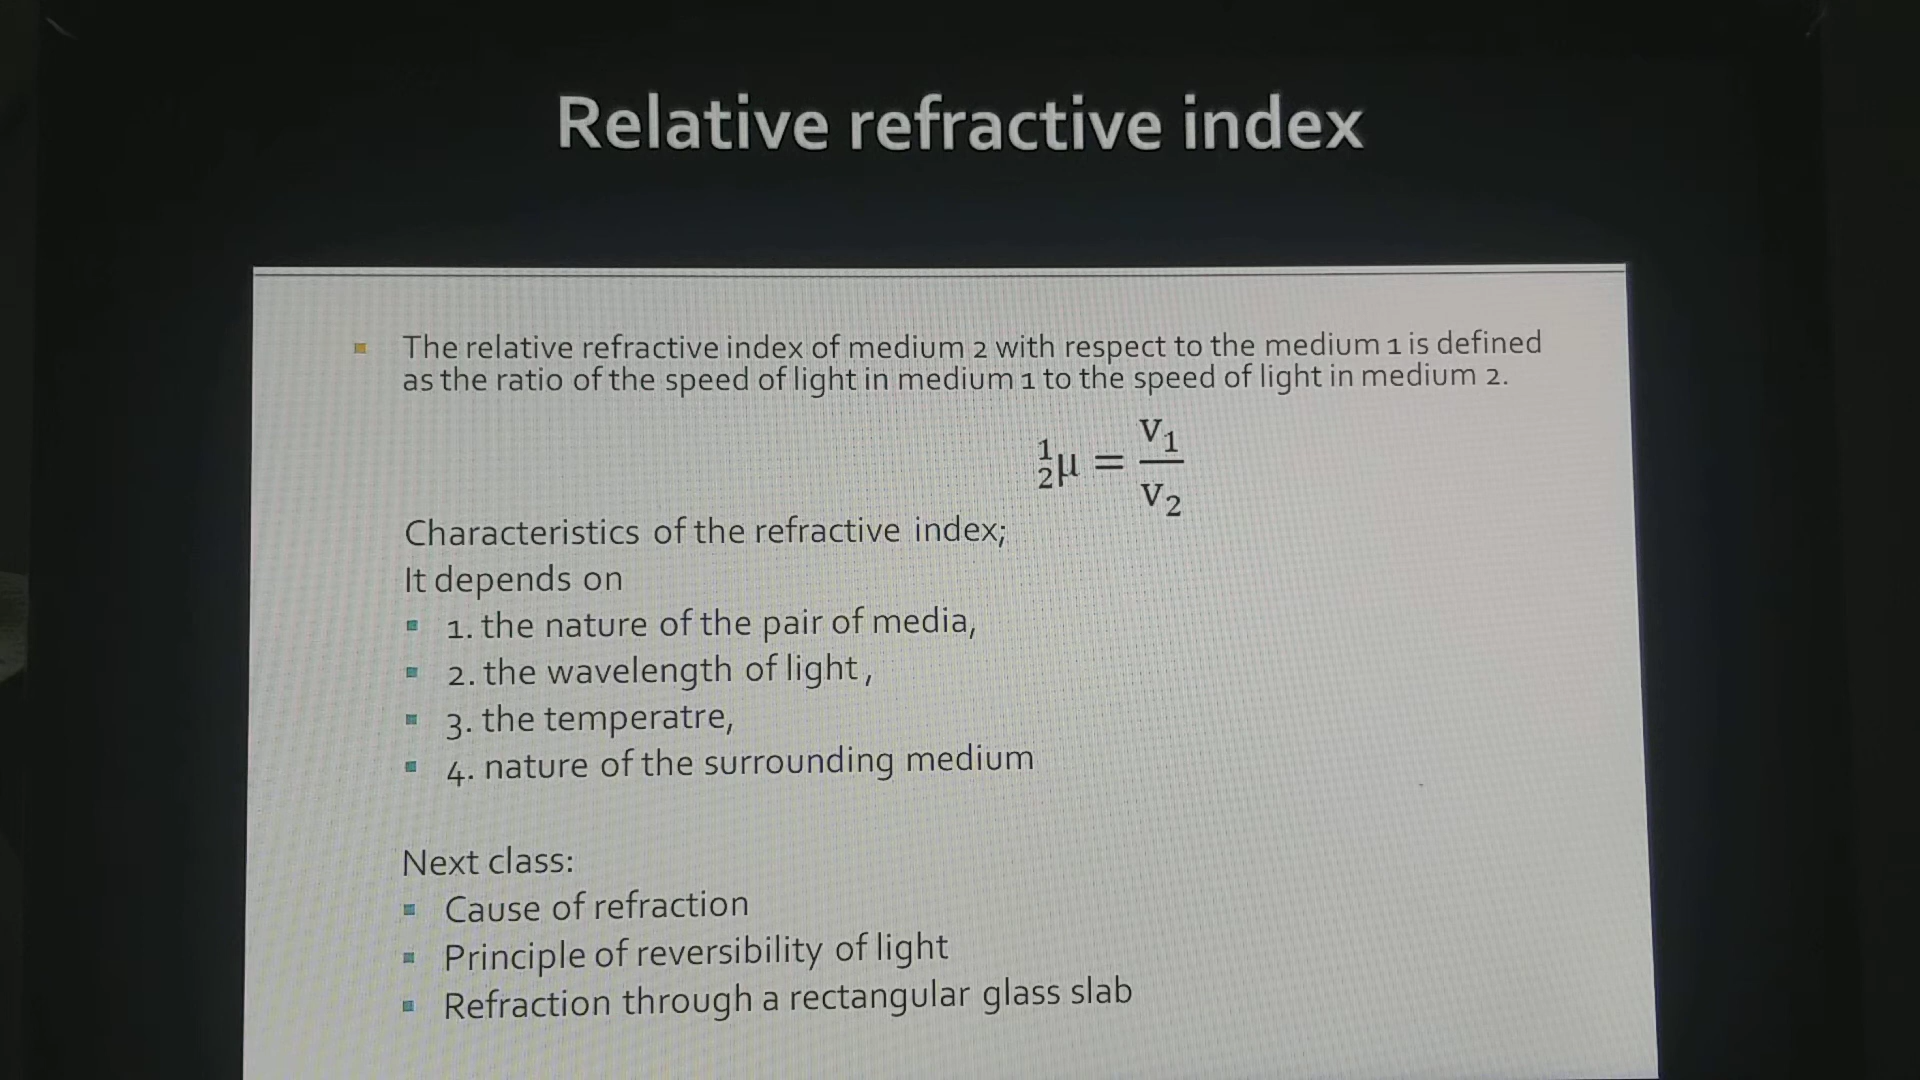 Relative refractive index
▪ The relative refractive index of medium 2 with respect to the medium 1 is defined
as the ratio of the speed of light in medium 1 to the speed of light in medium 2.
¹₂μ = v₁/v₂
Characteristics of the refractive index;
It depends on
▪ 1. the nature of the pair of media,
▪ 2. the wavelength of light,
▪ 3. the temperatre,
▪ 4. nature of the surrounding medium
Next class:
▪ Cause of refraction
▪ Principle of reversibility of light
▪ Refraction through a rectangular glass slab